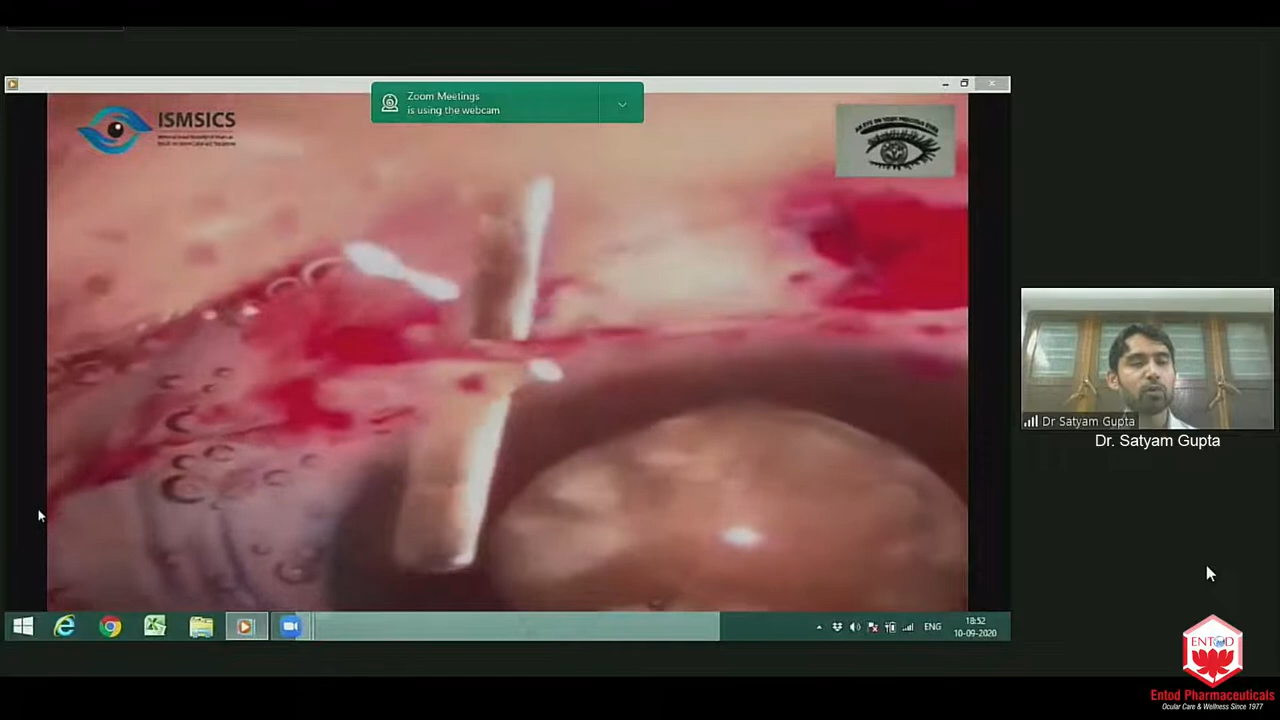 Zoom Meetings
is using the webcam
ISMSICS
Dr Satyam Gupta
Dr. Satyam Gupta
ENG
18:52
10-09-2020
ENTOD
Entod Pharmaceuticals
Ocular Care & Wellness Since 1977